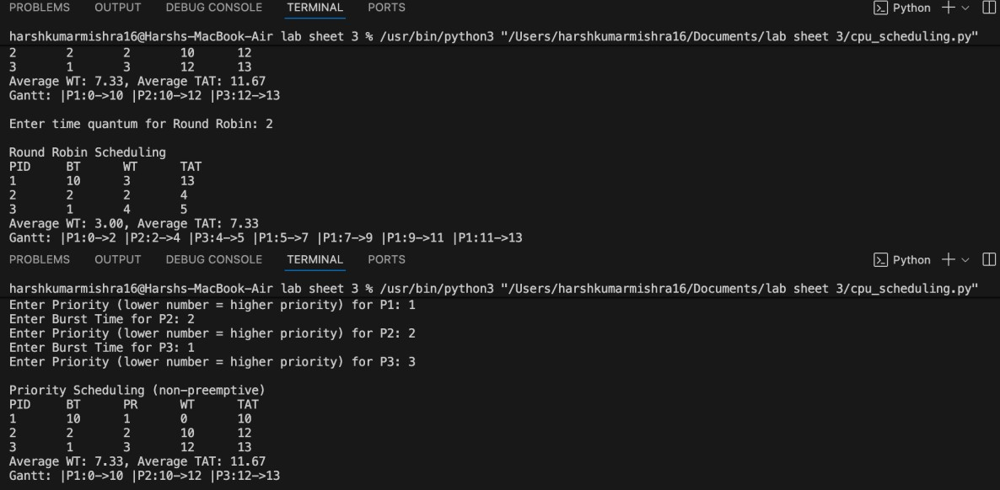 PROBLEMS OUTPUT DEBUG CONSOLE TERMINAL PORTS Python
harshkumarmishra16@Harshs-MacBook-Air lab sheet 3 % /usr/bin/python3 "/Users/harshkumarmishra16/Documents/lab sheet 3/cpu_scheduling.py"
2 2 2 10 12
3 1 3 12 13
Average WT: 7.33, Average TAT: 11.67
Gantt: |P1:0->10 |P2:10->12 |P3:12->13
Enter time quantum for Round Robin: 2
Round Robin Scheduling
PID BT WT TAT
1 10 3 13
2 2 2 4
3 1 4 5
Average WT: 3.00, Average TAT: 7.33
Gantt: |P1:0->2 |P2:2->4 |P3:4->5 |P1:5->7 |P1:7->9 |P1:9->11 |P1:11->13
PROBLEMS OUTPUT DEBUG CONSOLE TERMINAL PORTS Python
harshkumarmishra16@Harshs-MacBook-Air lab sheet 3 % /usr/bin/python3 "/Users/harshkumarmishra16/Documents/lab sheet 3/cpu_scheduling.py"
Enter Priority (lower number = higher priority) for P1: 1
Enter Burst Time for P2: 2
Enter Priority (lower number = higher priority) for P2: 2
Enter Burst Time for P3: 1
Enter Priority (lower number = higher priority) for P3: 3
Priority Scheduling (non-preemptive)
PID BT PR WT TAT
1 10 1 0 10
2 2 2 10 12
3 1 3 12 13
Average WT: 7.33, Average TAT: 11.67
Gantt: |P1:0->10 |P2:10->12 |P3:12->13